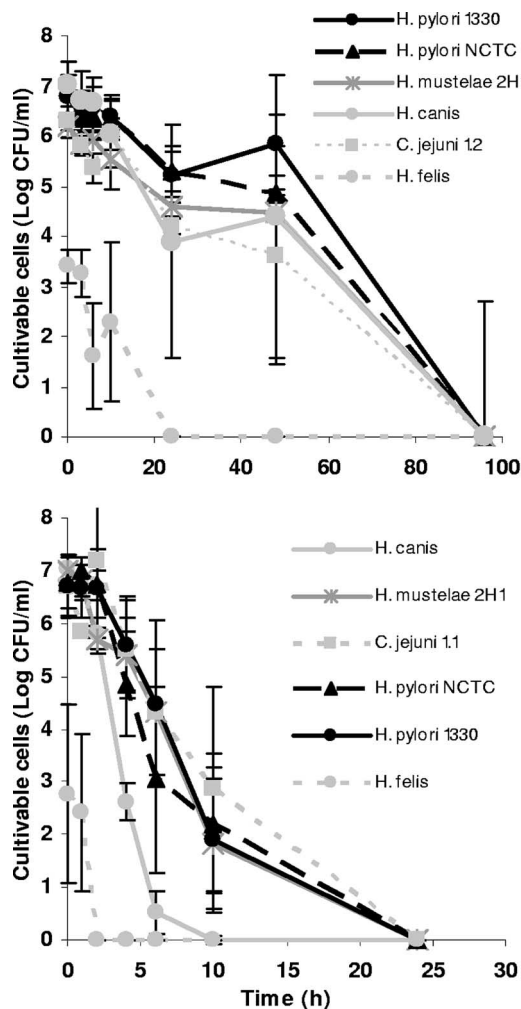 H. pylori 1330
H. pylori NCTC
H. mustelae 2H
H. canis
C. jejuni 1.2
H. felis
Cultivable cells (Log CFU/ml)
8
7
6
5
4
3
2
1
0
0 20 40 60 80 100
H. canis
H. mustelae 2H1
C. jejuni 1.1
H. pylori NCTC
H. pylori 1330
H. felis
Cultivable cells (Log CFU/ml)
8
7
6
5
4
3
2
1
0
0 5 10 15 20 25 30
Time (h)